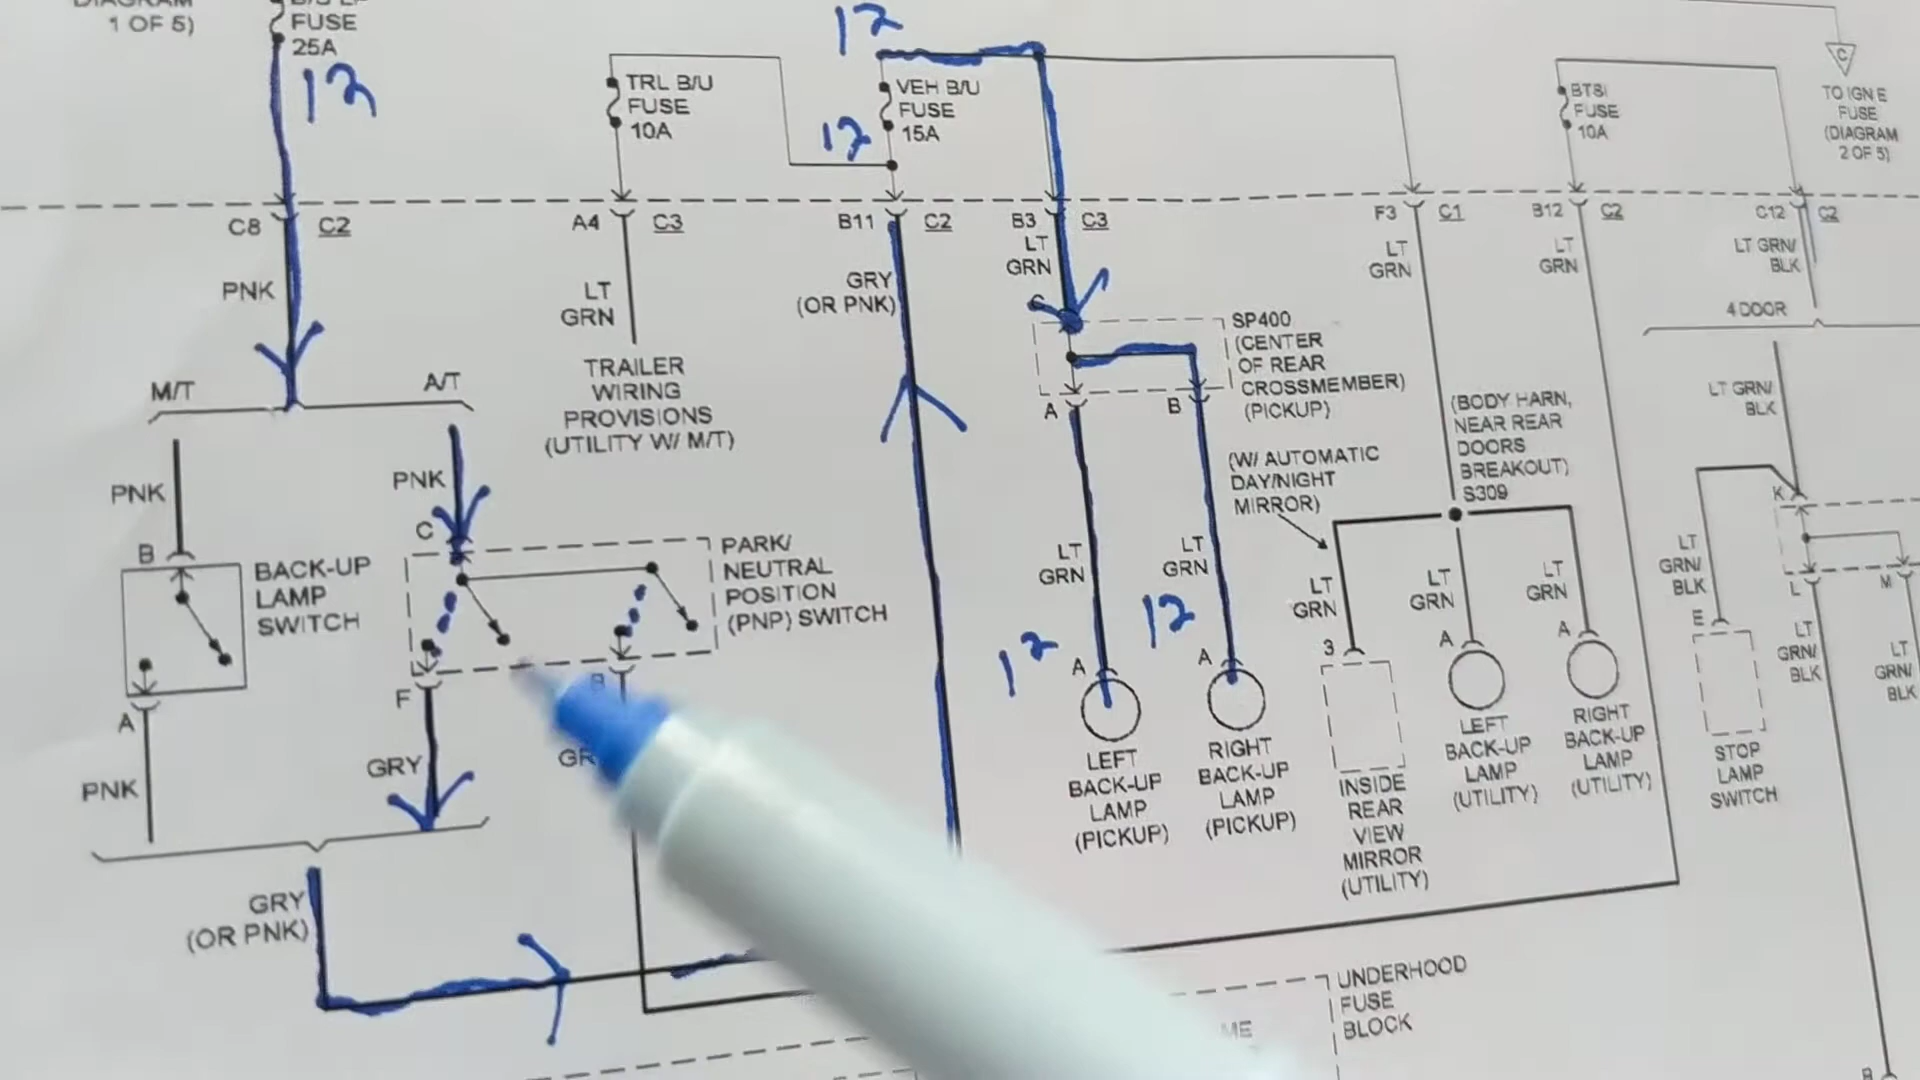 DIAGRAM
1 OF 5)
FUSE
25A
12
TRL B/U
FUSE
10A
12
VEH B/U
FUSE
15A
12
BTSI
FUSE
10A
C
TO IGN E
FUSE
(DIAGRAM
2 OF 5)
C8
C2
A4
C3
B11
C2
B3
C3
F3
C1
B12
C2
C12
C2
PNK
LT
GRN
GRY
(OR PNK)
LT
GRN
LT
GRN
LT
GRN
LT GRN/
BLK
4 DOOR
M/T
A/T
TRAILER
WIRING
PROVISIONS
(UTILITY W/ M/T)
C
SP400
(CENTER
OF REAR
CROSSMEMBER)
(PICKUP)
A
B
LT GRN/
BLK
(BODY HARN,
NEAR REAR
DOORS
BREAKOUT)
S309
(W/ AUTOMATIC
DAY/NIGHT
MIRROR)
PNK
PNK
B
C
BACK-UP
LAMP
SWITCH
PARK/
NEUTRAL
POSITION
(PNP) SWITCH
LT
GRN
LT
GRN
LT
GRN
LT
GRN
LT
GRN
K
LT
GRN/
BLK
L
M
E
12
12
A
A
3
A
A
LT
GRN/
BLK
LT
GRN/
BLK
A
F
B
PNK
GRY
LEFT
BACK-UP
LAMP
(PICKUP)
RIGHT
BACK-UP
LAMP
(PICKUP)
INSIDE
REAR
VIEW
MIRROR
(UTILITY)
LEFT
BACK-UP
LAMP
(UTILITY)
RIGHT
BACK-UP
LAMP
(UTILITY)
STOP
LAMP
SWITCH
GRY
(OR PNK)
UNDERHOOD
FUSE
BLOCK